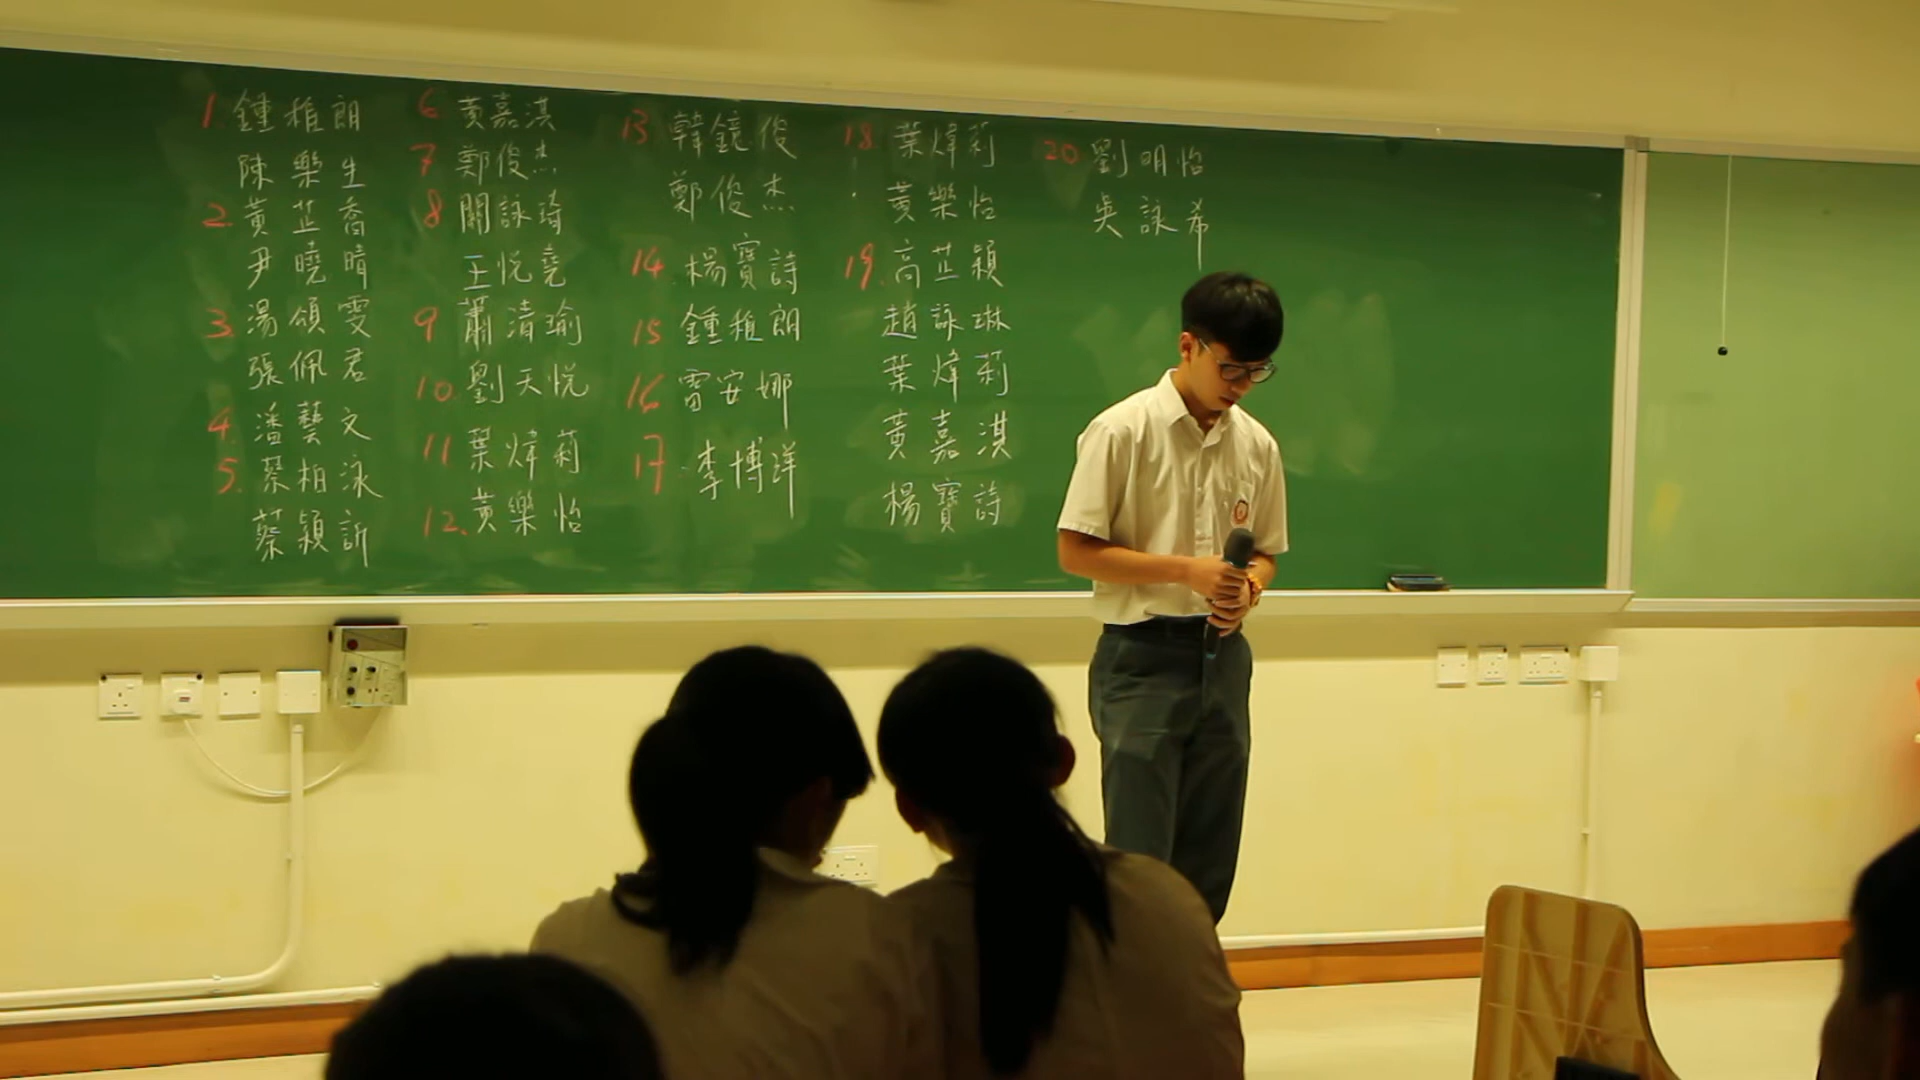 1. 鍾稚朗
陳樂生
2. 黃芷喬
尹曉晴
3. 湯頌雯
張佩君
4. 潘藝文
5. 蔡柏泳
蔡穎訢
6 黃嘉淇
7 鄭俊杰
8 關詠琦
王悅堯
9 蕭清瑜
10. 劉天悅
11 葉煒莉
12. 黃樂怡
13 韓鏡俊
鄭俊杰
14. 楊寶詩
15 鍾稚朗
16 雷安娜
17 李博洋
18. 葉煒莉
黃樂怡
19. 高芷穎
趙詠琳
葉煒莉
黃嘉淇
楊寶詩
20 劉明怡
吳詠希